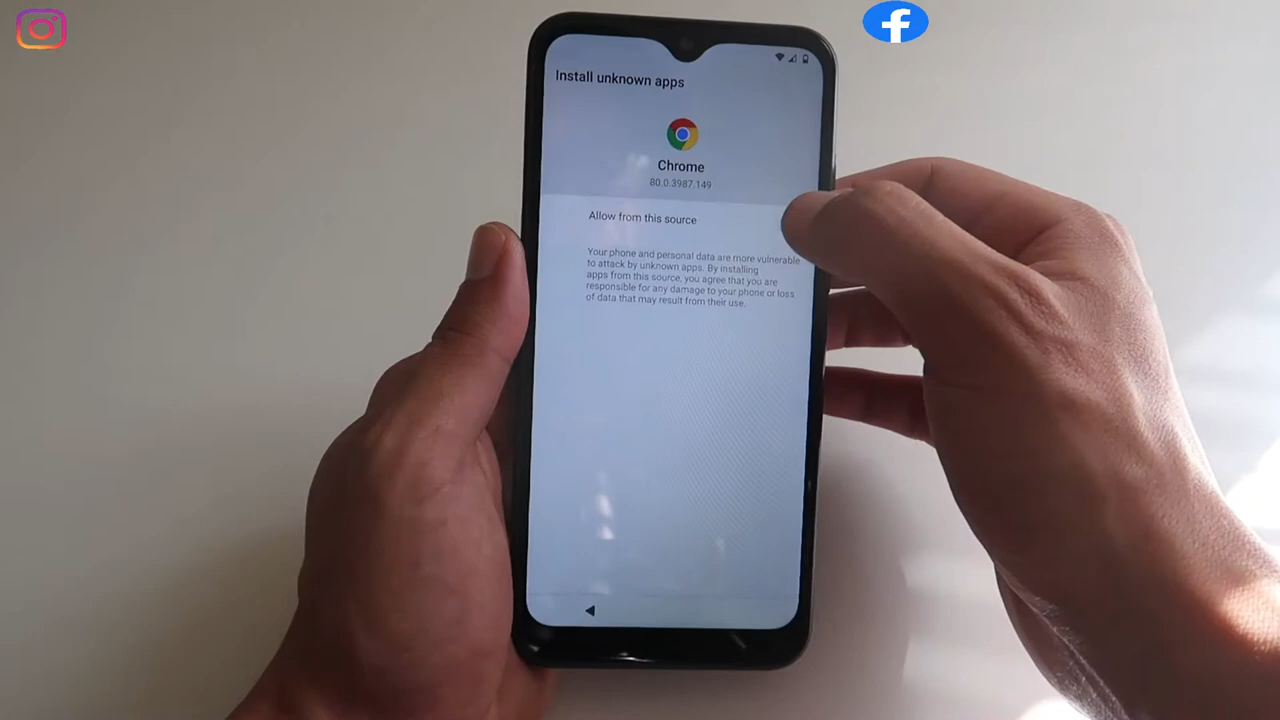 Install unknown apps
Chrome
80.0.3987.149
Allow from this source
Your phone and personal data are more vulnerable
to attack by unknown apps. By installing
apps from this source, you agree that you are
responsible for any damage to your phone or loss
of data that may result from their use.